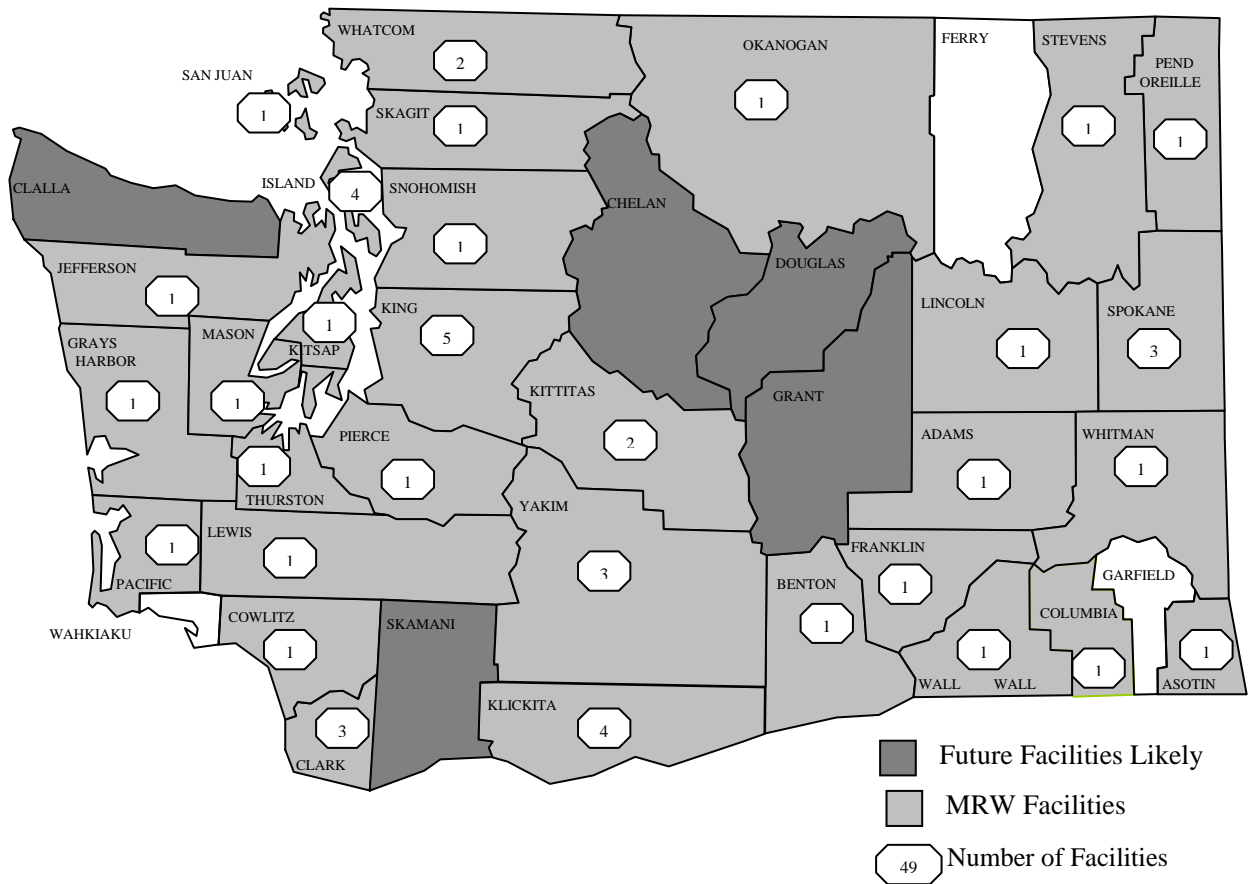 WHATCOM
2
OKANOGAN
1
FERRY
STEVENS
1
PEND
OREILLE
1
SAN JUAN
1
SKAGIT
1
CLALLA
ISLAND
4
SNOHOMISH
1
CHELAN
DOUGLAS
JEFFERSON
1
KING
5
LINCOLN
1
SPOKANE
3
GRAYS
HARBOR
1
MASON
1
1
KITSAP
KITTITAS
2
GRANT
PIERCE
1
ADAMS
1
WHITMAN
1
1
THURSTON
YAKIM
3
LEWIS
1
PACIFIC
1
FRANKLIN
1
BENTON
1
GARFIELD
COLUMBIA
1
WAHKIAKU
COWLITZ
1
SKAMANI
1
WALL WALL
1
ASOTIN
KLICKITA
4
3
CLARK
Future Facilities Likely
MRW Facilities
49 Number of Facilities